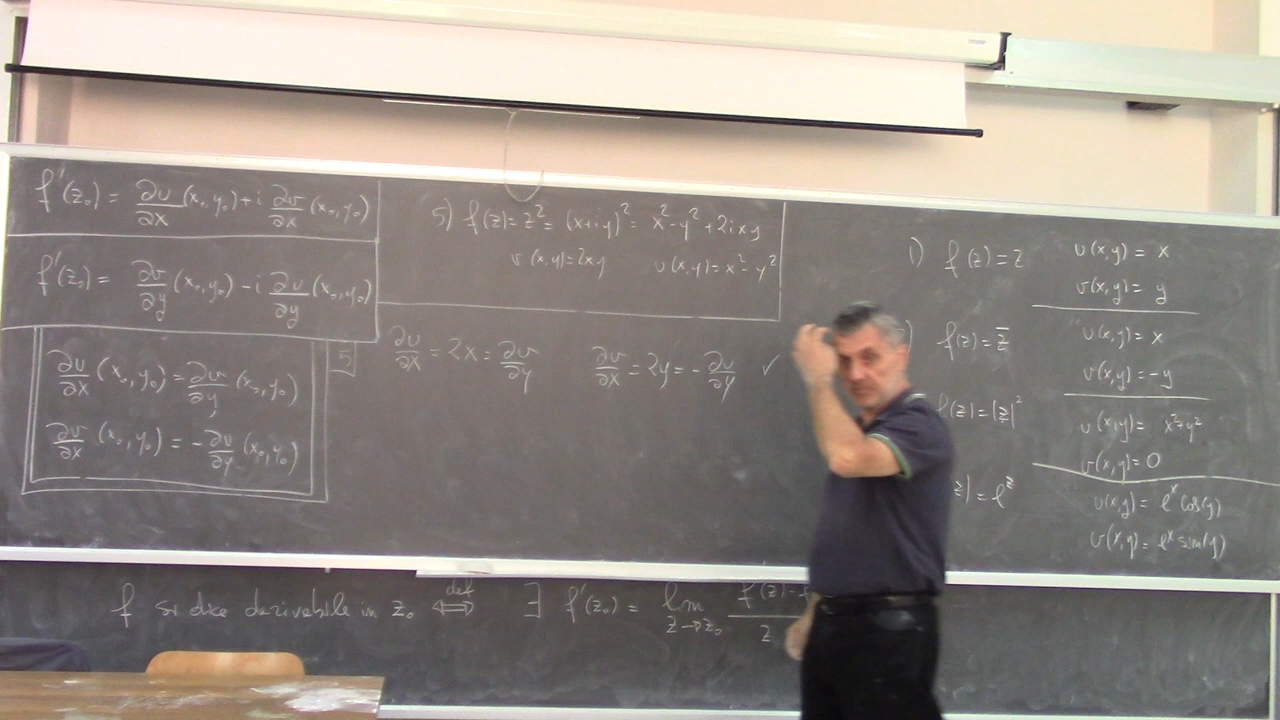 f'(z₀) = ∂u/∂x (x₀,y₀) + i ∂v/∂x (x₀,y₀)
f'(z₀) = ∂v/∂y (x₀,y₀) - i ∂u/∂y (x₀,y₀)
∂u/∂x (x₀,y₀) = ∂v/∂y (x₀,y₀)
∂v/∂x (x₀,y₀) = -∂u/∂y (x₀,y₀)
5) f(z) = z² = (x+iy)² = x²-y²+2ixy
v(x,y)=2xy u(x,y)=x²-y²
5 ∂u/∂x = 2x = ∂v/∂y ∂v/∂x = 2y = -∂u/∂y ✓
1) f(z)=z u(x,y) = x
v(x,y) = y
) f(z)=z̅ u(x,y) = x
v(x,y) = -y
f(z)=|z|² u(x,y) = x²+y²
v(x,y) = 0
z)=e^z u(x,y) = e^x cos(y)
v(x,y) = e^x sin(y)
f si dice derivabile in z₀ ⟺ def ∃ f'(z₀) = lim z→z₀ f(z)-f / z